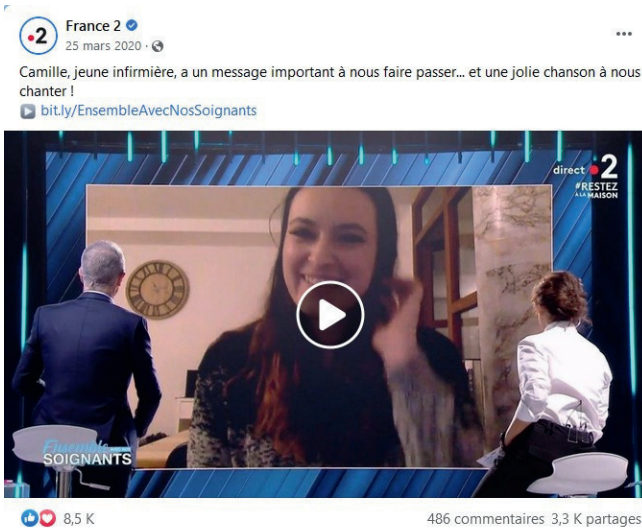 France 2
25 mars 2020
Camille, jeune infirmière, a un message important à nous faire passer... et une jolie chanson à nous
chanter !
bit.ly/EnsembleAvecNosSoignants
2
direct 2
#RESTEZ
À LA MAISON
Ensemble
SOIGNANTS
8,5 K
486 commentaires 3,3 K partages